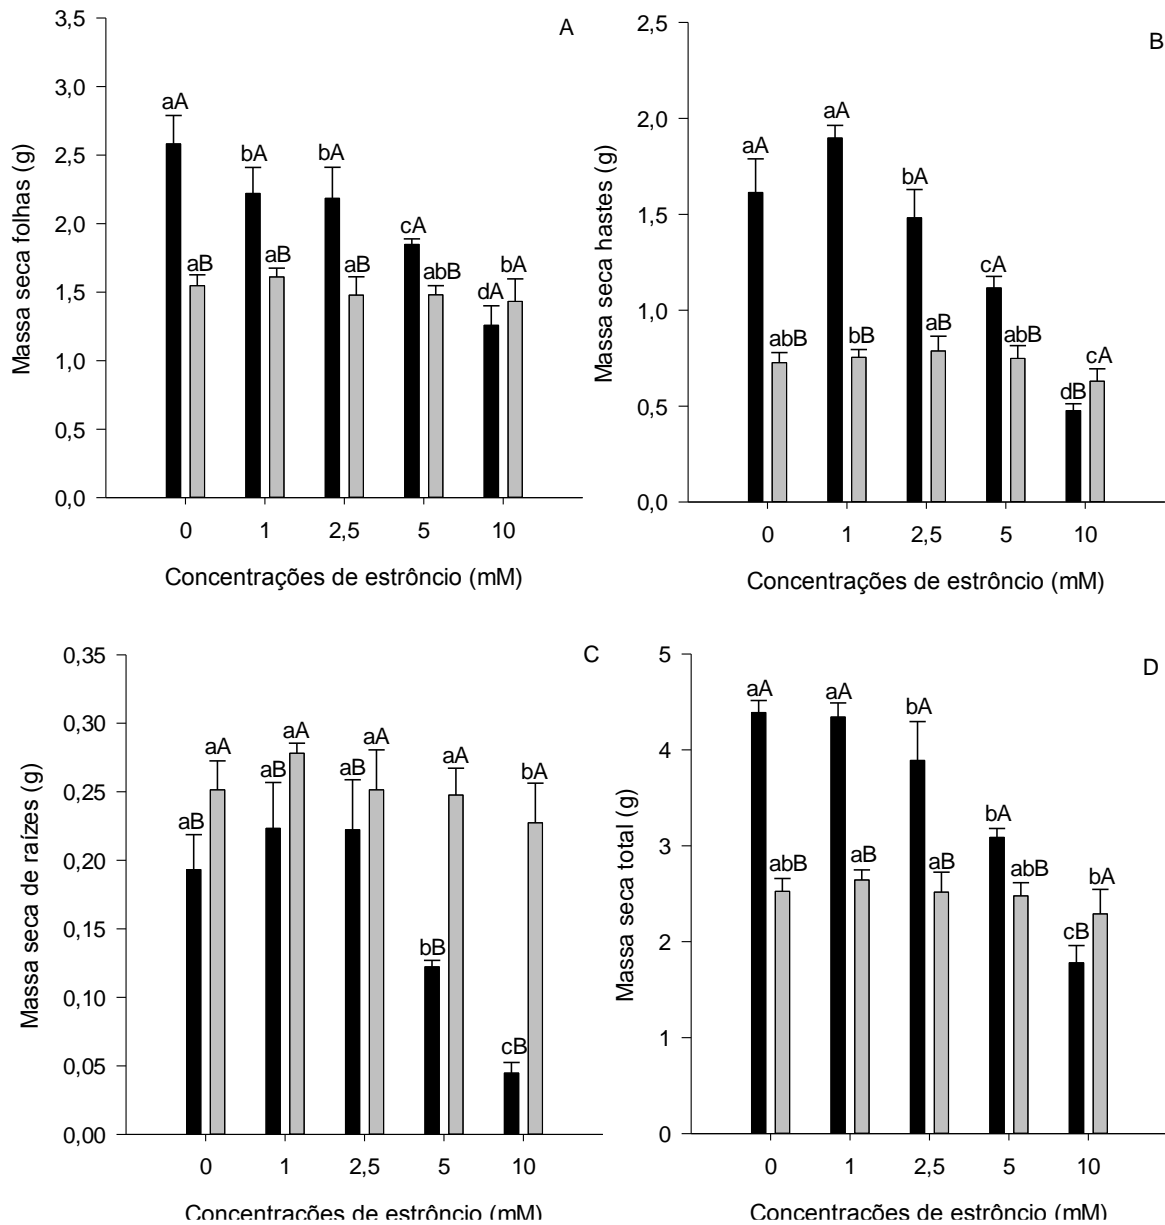 A
3,5
3,0
2,5
2,0
1,5
1,0
0,5
0,0
Massa seca folhas (g)
aA
aB
bA
aB
bA
aB
cA
abB
dA
bA
0
1
2,5
5
10
Concentrações de estrôncio (mM)
B
2,5
2,0
1,5
1,0
0,5
0,0
Massa seca hastes (g)
aA
abB
aA
bB
bA
aB
cA
abB
dB
cA
0
1
2,5
5
10
Concentrações de estrôncio (mM)
C
0,35
0,30
0,25
0,20
0,15
0,10
0,05
0,00
Massa seca de raízes (g)
aB
aA
aB
aA
aB
aA
bB
aA
cB
bA
0
1
2,5
5
10
Concentrações de estrôncio (mM)
D
5
4
3
2
1
0
Massa seca total (g)
aA
abB
aA
aB
bA
aB
bA
abB
cB
bA
0
1
2,5
5
10
Concentrações de estrôncio (mM)